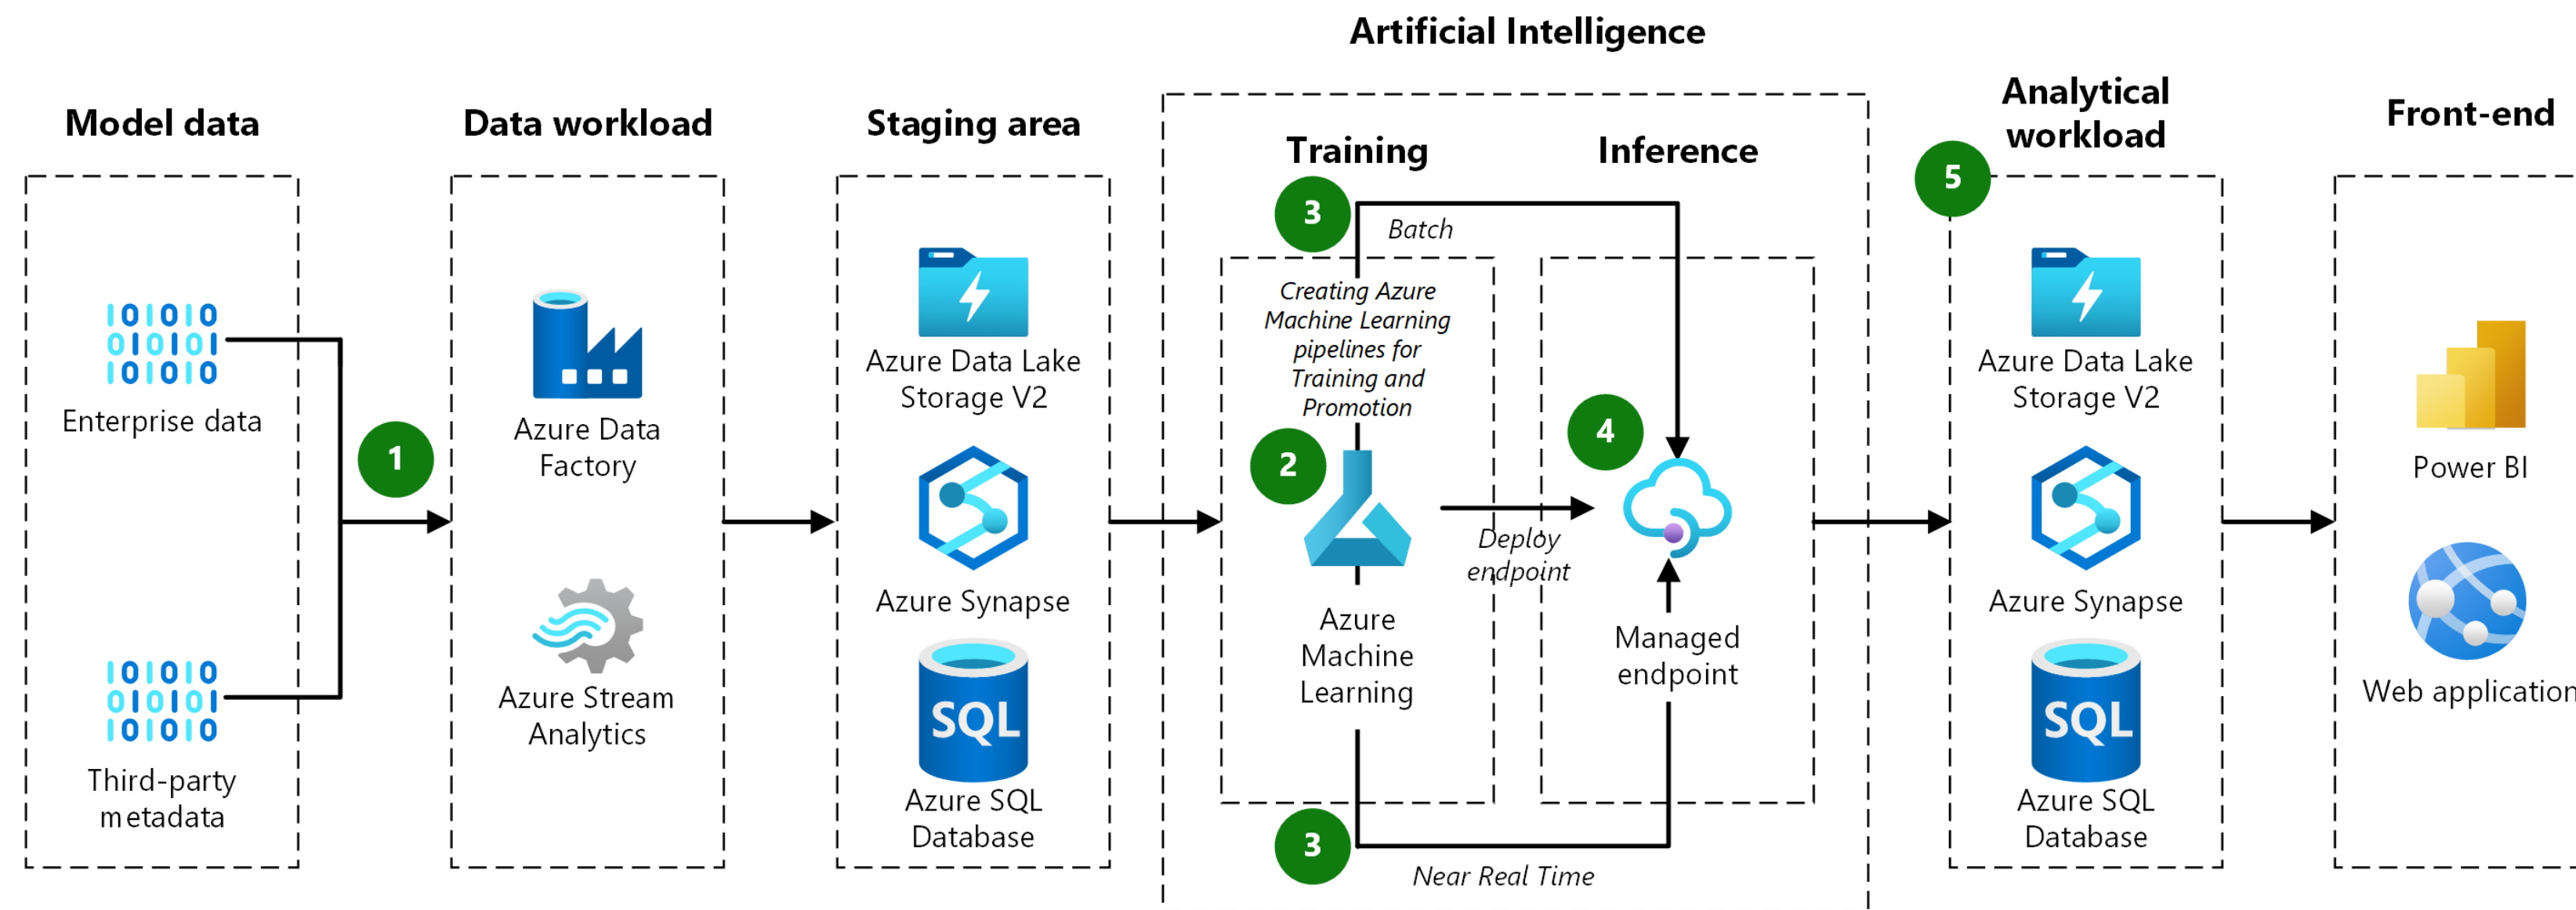 Artificial Intelligence
Model data
Enterprise data
Third-party
metadata
1
Data workload
Azure Data
Factory
Azure Stream
Analytics
Staging area
Azure Data Lake
Storage V2
Azure Synapse
SQL
Azure SQL
Database
Training
3
Batch
Creating Azure
Machine Learning
pipelines for
Training and
Promotion
2
Azure
Machine
Learning
Deploy
endpoint
3
Near Real Time
Inference
4
Managed
endpoint
Analytical
workload
5
Azure Data Lake
Storage V2
Azure Synapse
SQL
Azure SQL
Database
Front-end
Power BI
Web application